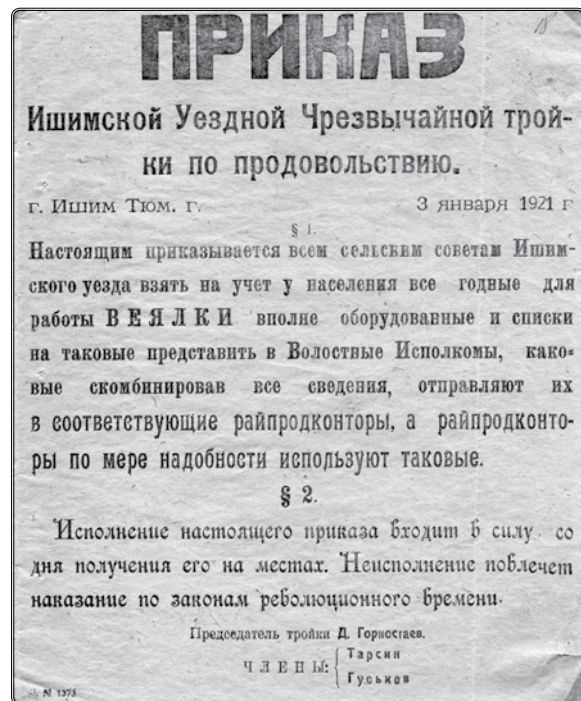 18
ПРИКАЗ
Ишимской Уездной Чрезвычайной трой-
ки по продовольствию.
г. Ишим Тюм. г. 3 января 1921 г
§ 1.
Настоящим приказывается всем сельским советам Ишим-
ского уезда взять на учет у населения все годные для
работы ВЕЯЛКИ вполне оборудованные и списки
на таковые представить в Волостные Исполкомы, како-
вые скомбинировав все сведения, отправляют их
в соответствующие райпродконторы, а райпродконто-
ры по мере надобности используют таковые.
§ 2.
Исполнение настоящего приказа входит в силу со
дня получения его на местах. Неисполнение повлечет
наказание по законам революционного времени.
Председатель тройки Д. Горностаев.
ЧЛЕНЫ: Тарсин
Гуськов
№ 1373